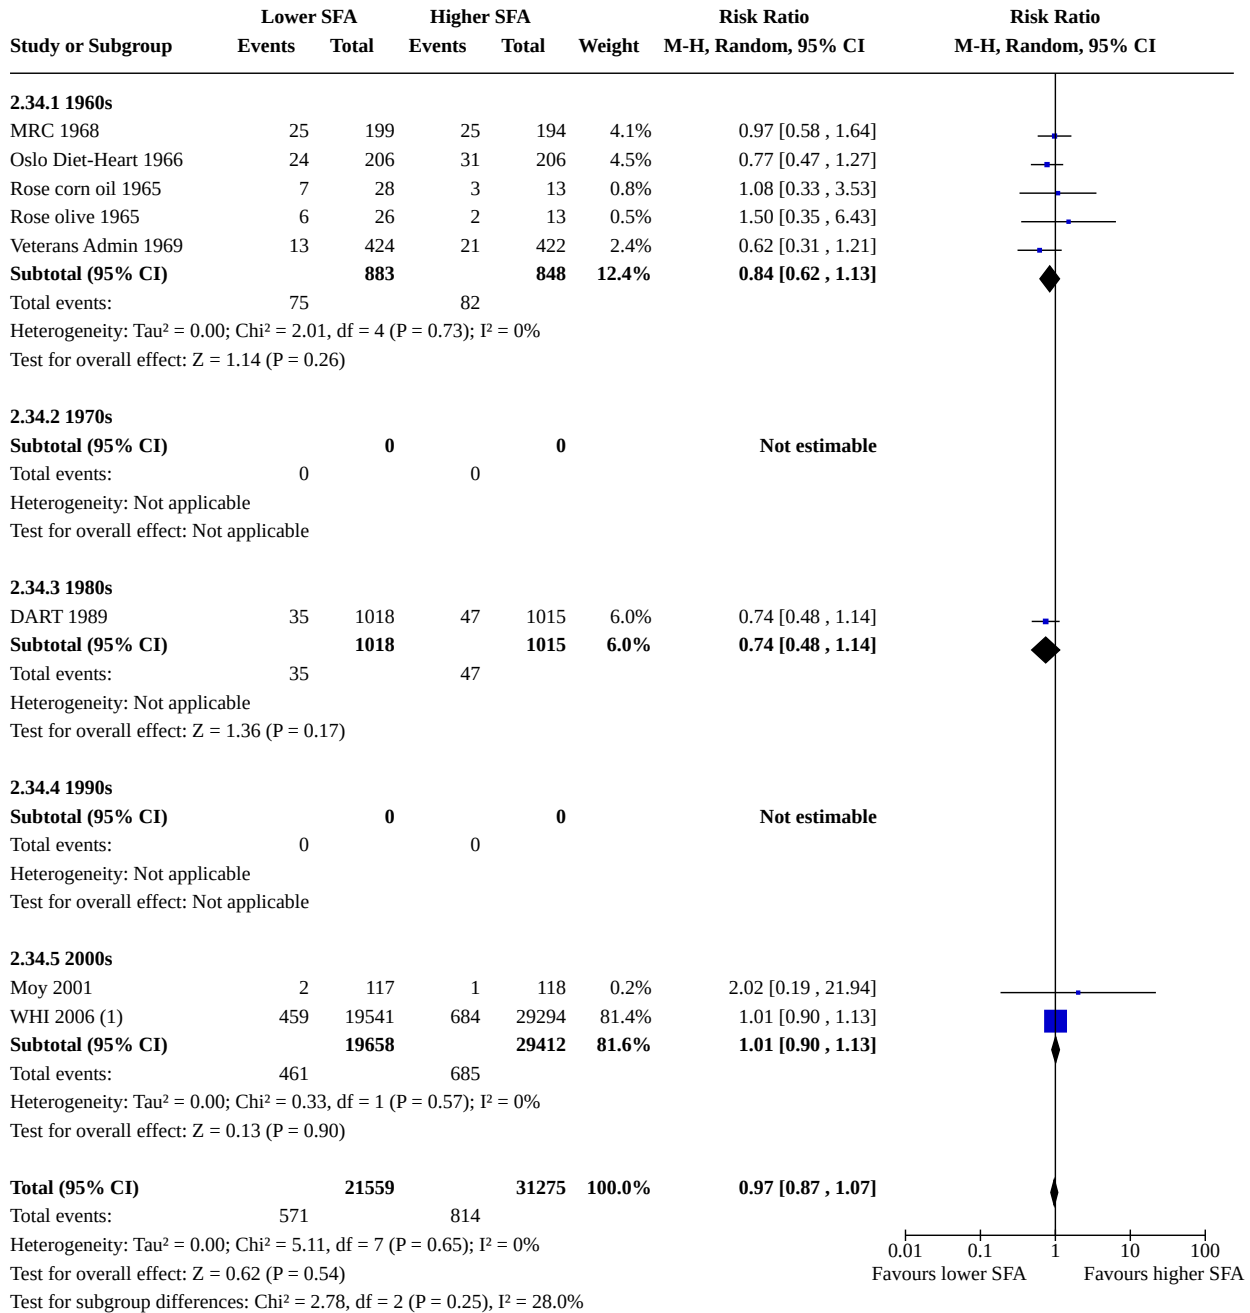 Lower SFA Higher SFA Risk Ratio Risk Ratio
Study or Subgroup Events Total Events Total Weight M-H, Random, 95% CI M-H, Random, 95% CI
2.34.1 1960s
MRC 1968 25 199 25 194 4.1% 0.97 [0.58 , 1.64]
Oslo Diet-Heart 1966 24 206 31 206 4.5% 0.77 [0.47 , 1.27]
Rose corn oil 1965 7 28 3 13 0.8% 1.08 [0.33 , 3.53]
Rose olive 1965 6 26 2 13 0.5% 1.50 [0.35 , 6.43]
Veterans Admin 1969 13 424 21 422 2.4% 0.62 [0.31 , 1.21]
Subtotal (95% CI) 883 848 12.4% 0.84 [0.62 , 1.13]
Total events: 75 82
Heterogeneity: Tau² = 0.00; Chi² = 2.01, df = 4 (P = 0.73); I² = 0%
Test for overall effect: Z = 1.14 (P = 0.26)
2.34.2 1970s
Subtotal (95% CI) 0 0 Not estimable
Total events: 0 0
Heterogeneity: Not applicable
Test for overall effect: Not applicable
2.34.3 1980s
DART 1989 35 1018 47 1015 6.0% 0.74 [0.48 , 1.14]
Subtotal (95% CI) 1018 1015 6.0% 0.74 [0.48 , 1.14]
Total events: 35 47
Heterogeneity: Not applicable
Test for overall effect: Z = 1.36 (P = 0.17)
2.34.4 1990s
Subtotal (95% CI) 0 0 Not estimable
Total events: 0 0
Heterogeneity: Not applicable
Test for overall effect: Not applicable
2.34.5 2000s
Moy 2001 2 117 1 118 0.2% 2.02 [0.19 , 21.94]
WHI 2006 (1) 459 19541 684 29294 81.4% 1.01 [0.90 , 1.13]
Subtotal (95% CI) 19658 29412 81.6% 1.01 [0.90 , 1.13]
Total events: 461 685
Heterogeneity: Tau² = 0.00; Chi² = 0.33, df = 1 (P = 0.57); I² = 0%
Test for overall effect: Z = 0.13 (P = 0.90)
Total (95% CI) 21559 31275 100.0% 0.97 [0.87 , 1.07]
Total events: 571 814
Heterogeneity: Tau² = 0.00; Chi² = 5.11, df = 7 (P = 0.65); I² = 0%
0.01 0.1 1 10 100
Test for overall effect: Z = 0.62 (P = 0.54)
Favours lower SFA Favours higher SFA
Test for subgroup differences: Chi² = 2.78, df = 2 (P = 0.25), I² = 28.0%